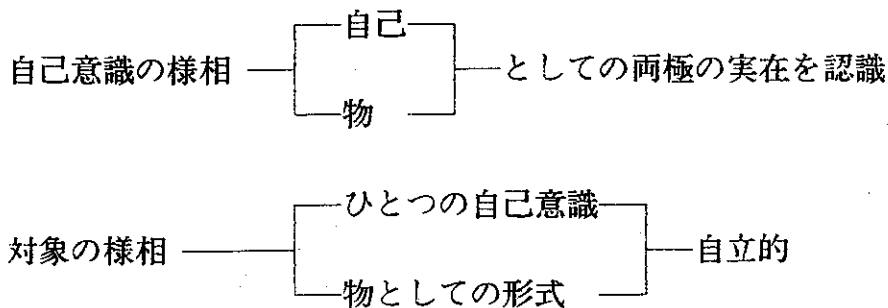 自己
自己意識の様相
としての両極の実在を認識
物
ひとつの自己意識
対象の様相
自立的
物としての形式